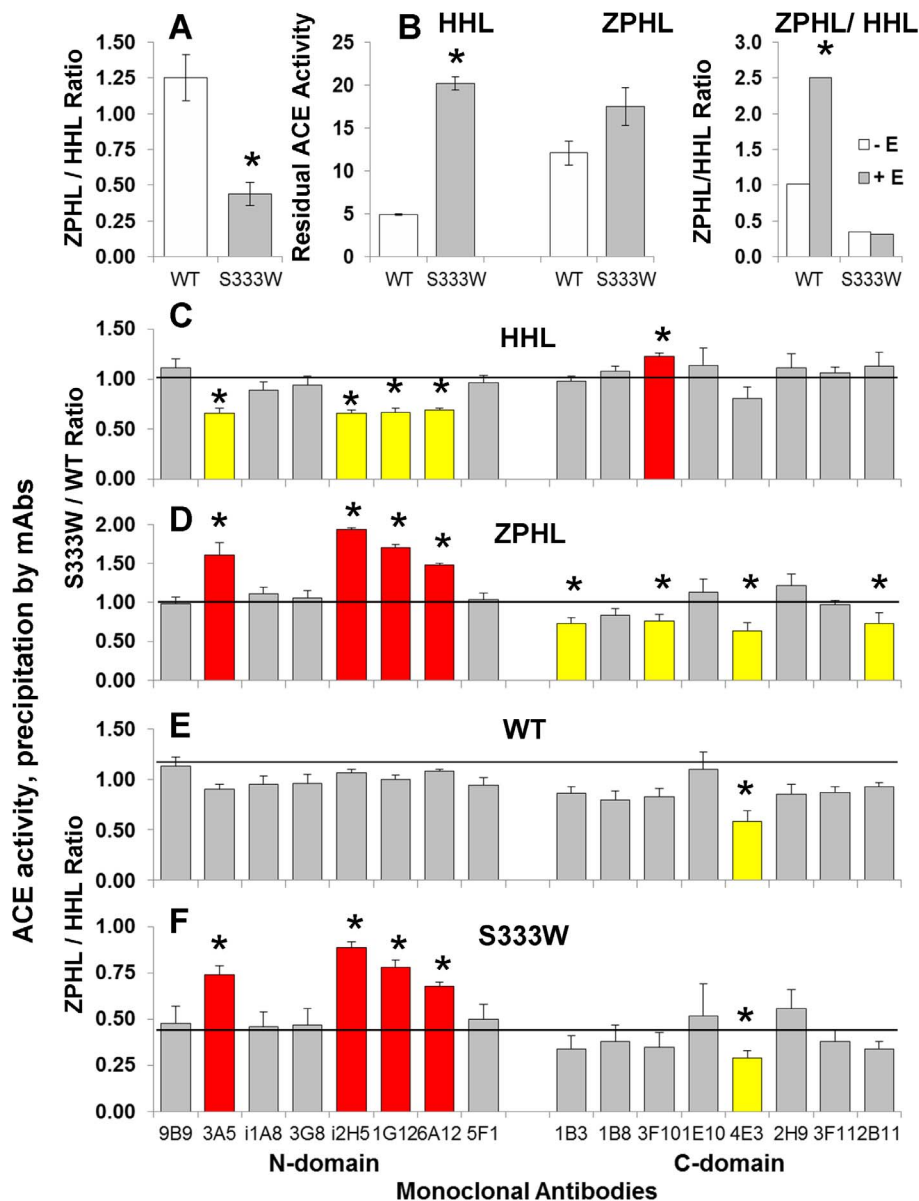 A
ZPHL / HHL Ratio
1.50
1.25
1.00
0.75
0.50
0.25
0.00
*
WT
S333W
B
HHL
ZPHL
Residual ACE Activity
25
20
15
10
5
0
*
WT
S333W
WT
S333W
ZPHL/ HHL
ZPHL/HHL Ratio
3.0
2.5
2.0
1.5
1.0
0.5
0.0
*
- E
+ E
WT
S333W
ACE activity, precipitation by mAbs
S333W / WT Ratio
C
HHL
1.50
1.00
0.50
0.00
* * * * *
D
ZPHL
2.00
1.50
1.00
0.50
0.00
* * * * * * * *
ZPHL / HHL Ratio
E
WT
1.50
1.00
0.50
0.00
*
F
S333W
1.00
0.75
0.50
0.25
0.00
* * * * *
9B9 3A5 i1A8 3G8 i2H5 1G12 6A12 5F1 1B3 1B8 3F10 1E10 4E3 2H9 3F11 2B11
N-domain C-domain
Monoclonal Antibodies